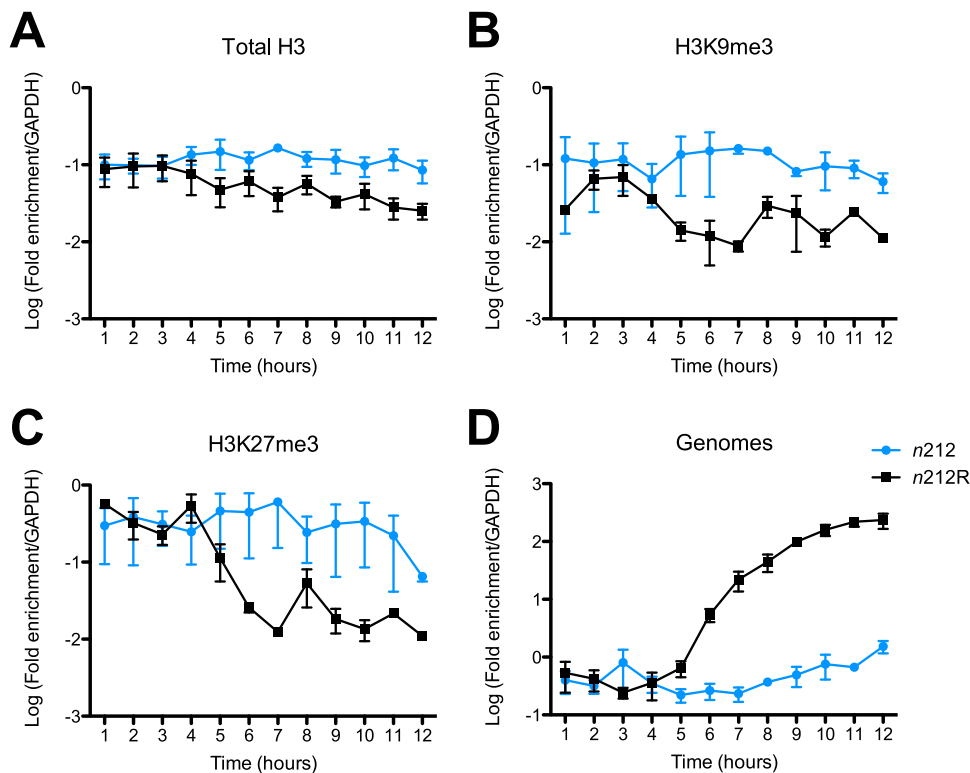 A
Total H3
Log (Fold enrichment/GAPDH)
0
-1
-2
-3
1 2 3 4 5 6 7 8 9 10 11 12
Time (hours)
B
H3K9me3
Log (Fold enrichment/GAPDH)
0
-1
-2
-3
1 2 3 4 5 6 7 8 9 10 11 12
Time (hours)
C
H3K27me3
Log (Fold enrichment/GAPDH)
0
-1
-2
-3
1 2 3 4 5 6 7 8 9 10 11 12
Time (hours)
D
Genomes
n212
n212R
Log (Fold enrichment/GAPDH)
3
2
1
0
-1
1 2 3 4 5 6 7 8 9 10 11 12
Time (hours)